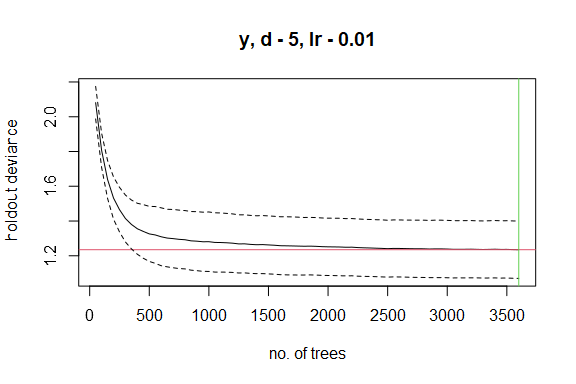 y, d - 5, lr - 0.01
holdout deviance
2.0
1.6
1.2
0 500 1000 1500 2000 2500 3000 3500
no. of trees